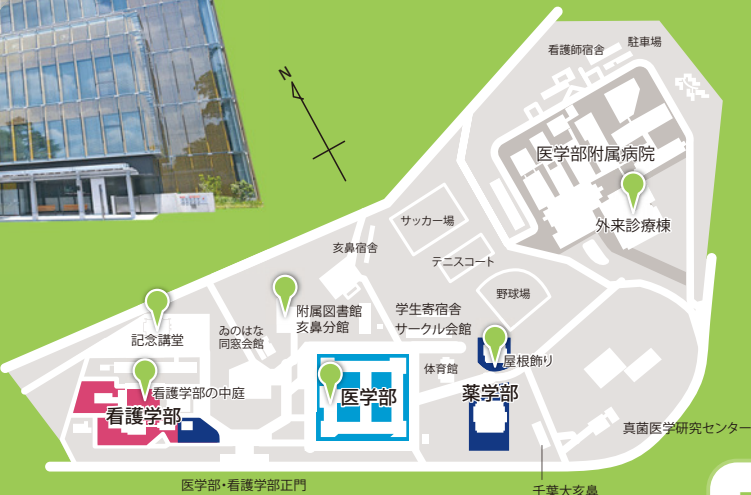 N
看護師宿舎
駐車場
医学部附属病院
外来診療棟
サッカー場
亥鼻宿舎
テニスコート
野球場
附属図書館
亥鼻分館
学生寄宿舎
サークル会館
記念講堂
ゐのはな
同窓会館
体育館
屋根飾り
看護学部の中庭
看護学部
医学部
薬学部
真菌医学研究センター
医学部・看護学部正門
千葉大亥鼻